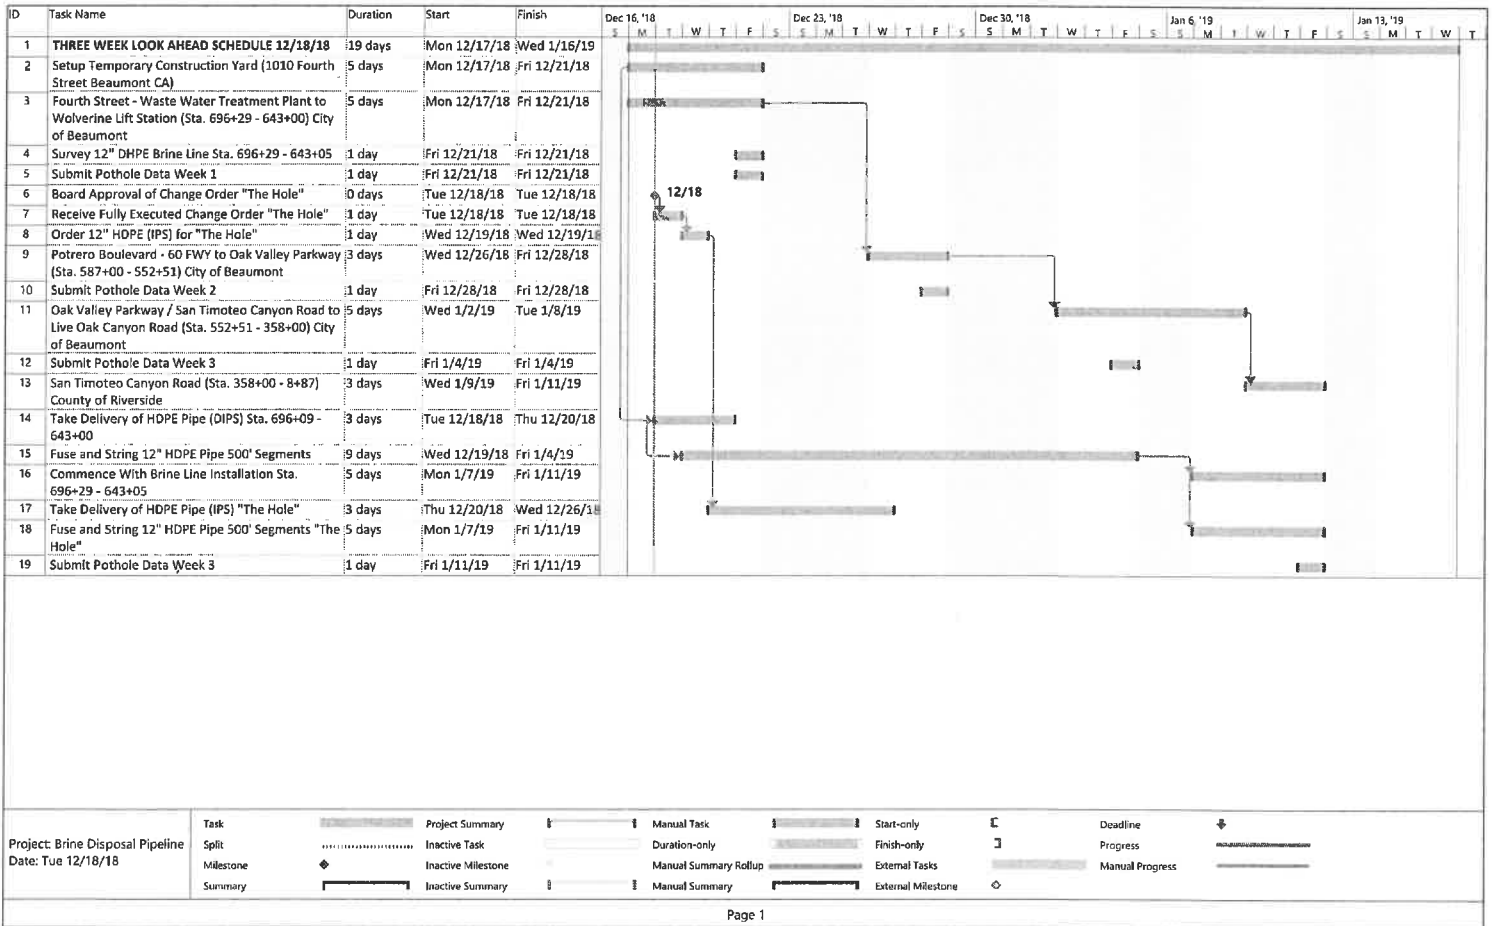 ID Task Name Duration Start Finish
Dec 16, '18 Dec 23, '18 Dec 30, '18 Jan 6, '19 Jan 13, '19
S M T W T F S S M T W T F S S M T W T F S S M T W T F S S M T W T
1 THREE WEEK LOOK AHEAD SCHEDULE 12/18/18 19 days Mon 12/17/18 Wed 1/16/19
2 Setup Temporary Construction Yard (1010 Fourth 5 days Mon 12/17/18 Fri 12/21/18
Street Beaumont CA)
3 Fourth Street - Waste Water Treatment Plant to 5 days Mon 12/17/18 Fri 12/21/18
Wolverine Lift Station (Sta. 696+29 - 643+00) City
of Beaumont
4 Survey 12" DHPE Brine Line Sta. 696+29 - 643+05 1 day Fri 12/21/18 Fri 12/21/18
5 Submit Pothole Data Week 1 1 day Fri 12/21/18 Fri 12/21/18
6 Board Approval of Change Order "The Hole" 0 days Tue 12/18/18 Tue 12/18/18 12/18
7 Receive Fully Executed Change Order "The Hole" 1 day Tue 12/18/18 Tue 12/18/18
8 Order 12" HDPE (IPS) for "The Hole" 1 day Wed 12/19/18 Wed 12/19/18
9 Potrero Boulevard - 60 FWY to Oak Valley Parkway 3 days Wed 12/26/18 Fri 12/28/18
(Sta. 587+00 - 552+51) City of Beaumont
10 Submit Pothole Data Week 2 1 day Fri 12/28/18 Fri 12/28/18
11 Oak Valley Parkway / San Timoteo Canyon Road to 5 days Wed 1/2/19 Tue 1/8/19
Live Oak Canyon Road (Sta. 552+51 - 358+00) City
of Beaumont
12 Submit Pothole Data Week 3 1 day Fri 1/4/19 Fri 1/4/19
13 San Timoteo Canyon Road (Sta. 358+00 - 8+87) 3 days Wed 1/9/19 Fri 1/11/19
County of Riverside
14 Take Delivery of HDPE Pipe (DIPS) Sta. 696+09 - 3 days Tue 12/18/18 Thu 12/20/18
643+00
15 Fuse and String 12" HDPE Pipe 500' Segments 9 days Wed 12/19/18 Fri 1/4/19
16 Commence With Brine Line Installation Sta. 5 days Mon 1/7/19 Fri 1/11/19
696+29 - 643+05
17 Take Delivery of HDPE Pipe (IPS) "The Hole" 3 days Thu 12/20/18 Wed 12/26/18
18 Fuse and String 12" HDPE Pipe 500' Segments "The 5 days Mon 1/7/19 Fri 1/11/19
Hole"
19 Submit Pothole Data Week 3 1 day Fri 1/11/19 Fri 1/11/19
Project: Brine Disposal Pipeline
Date: Tue 12/18/18
Task Project Summary Manual Task Start-only Deadline
Split Inactive Task Duration-only Finish-only Progress
Milestone Inactive Milestone Manual Summary Rollup External Tasks Manual Progress
Summary Inactive Summary Manual Summary External Milestone
Page 1